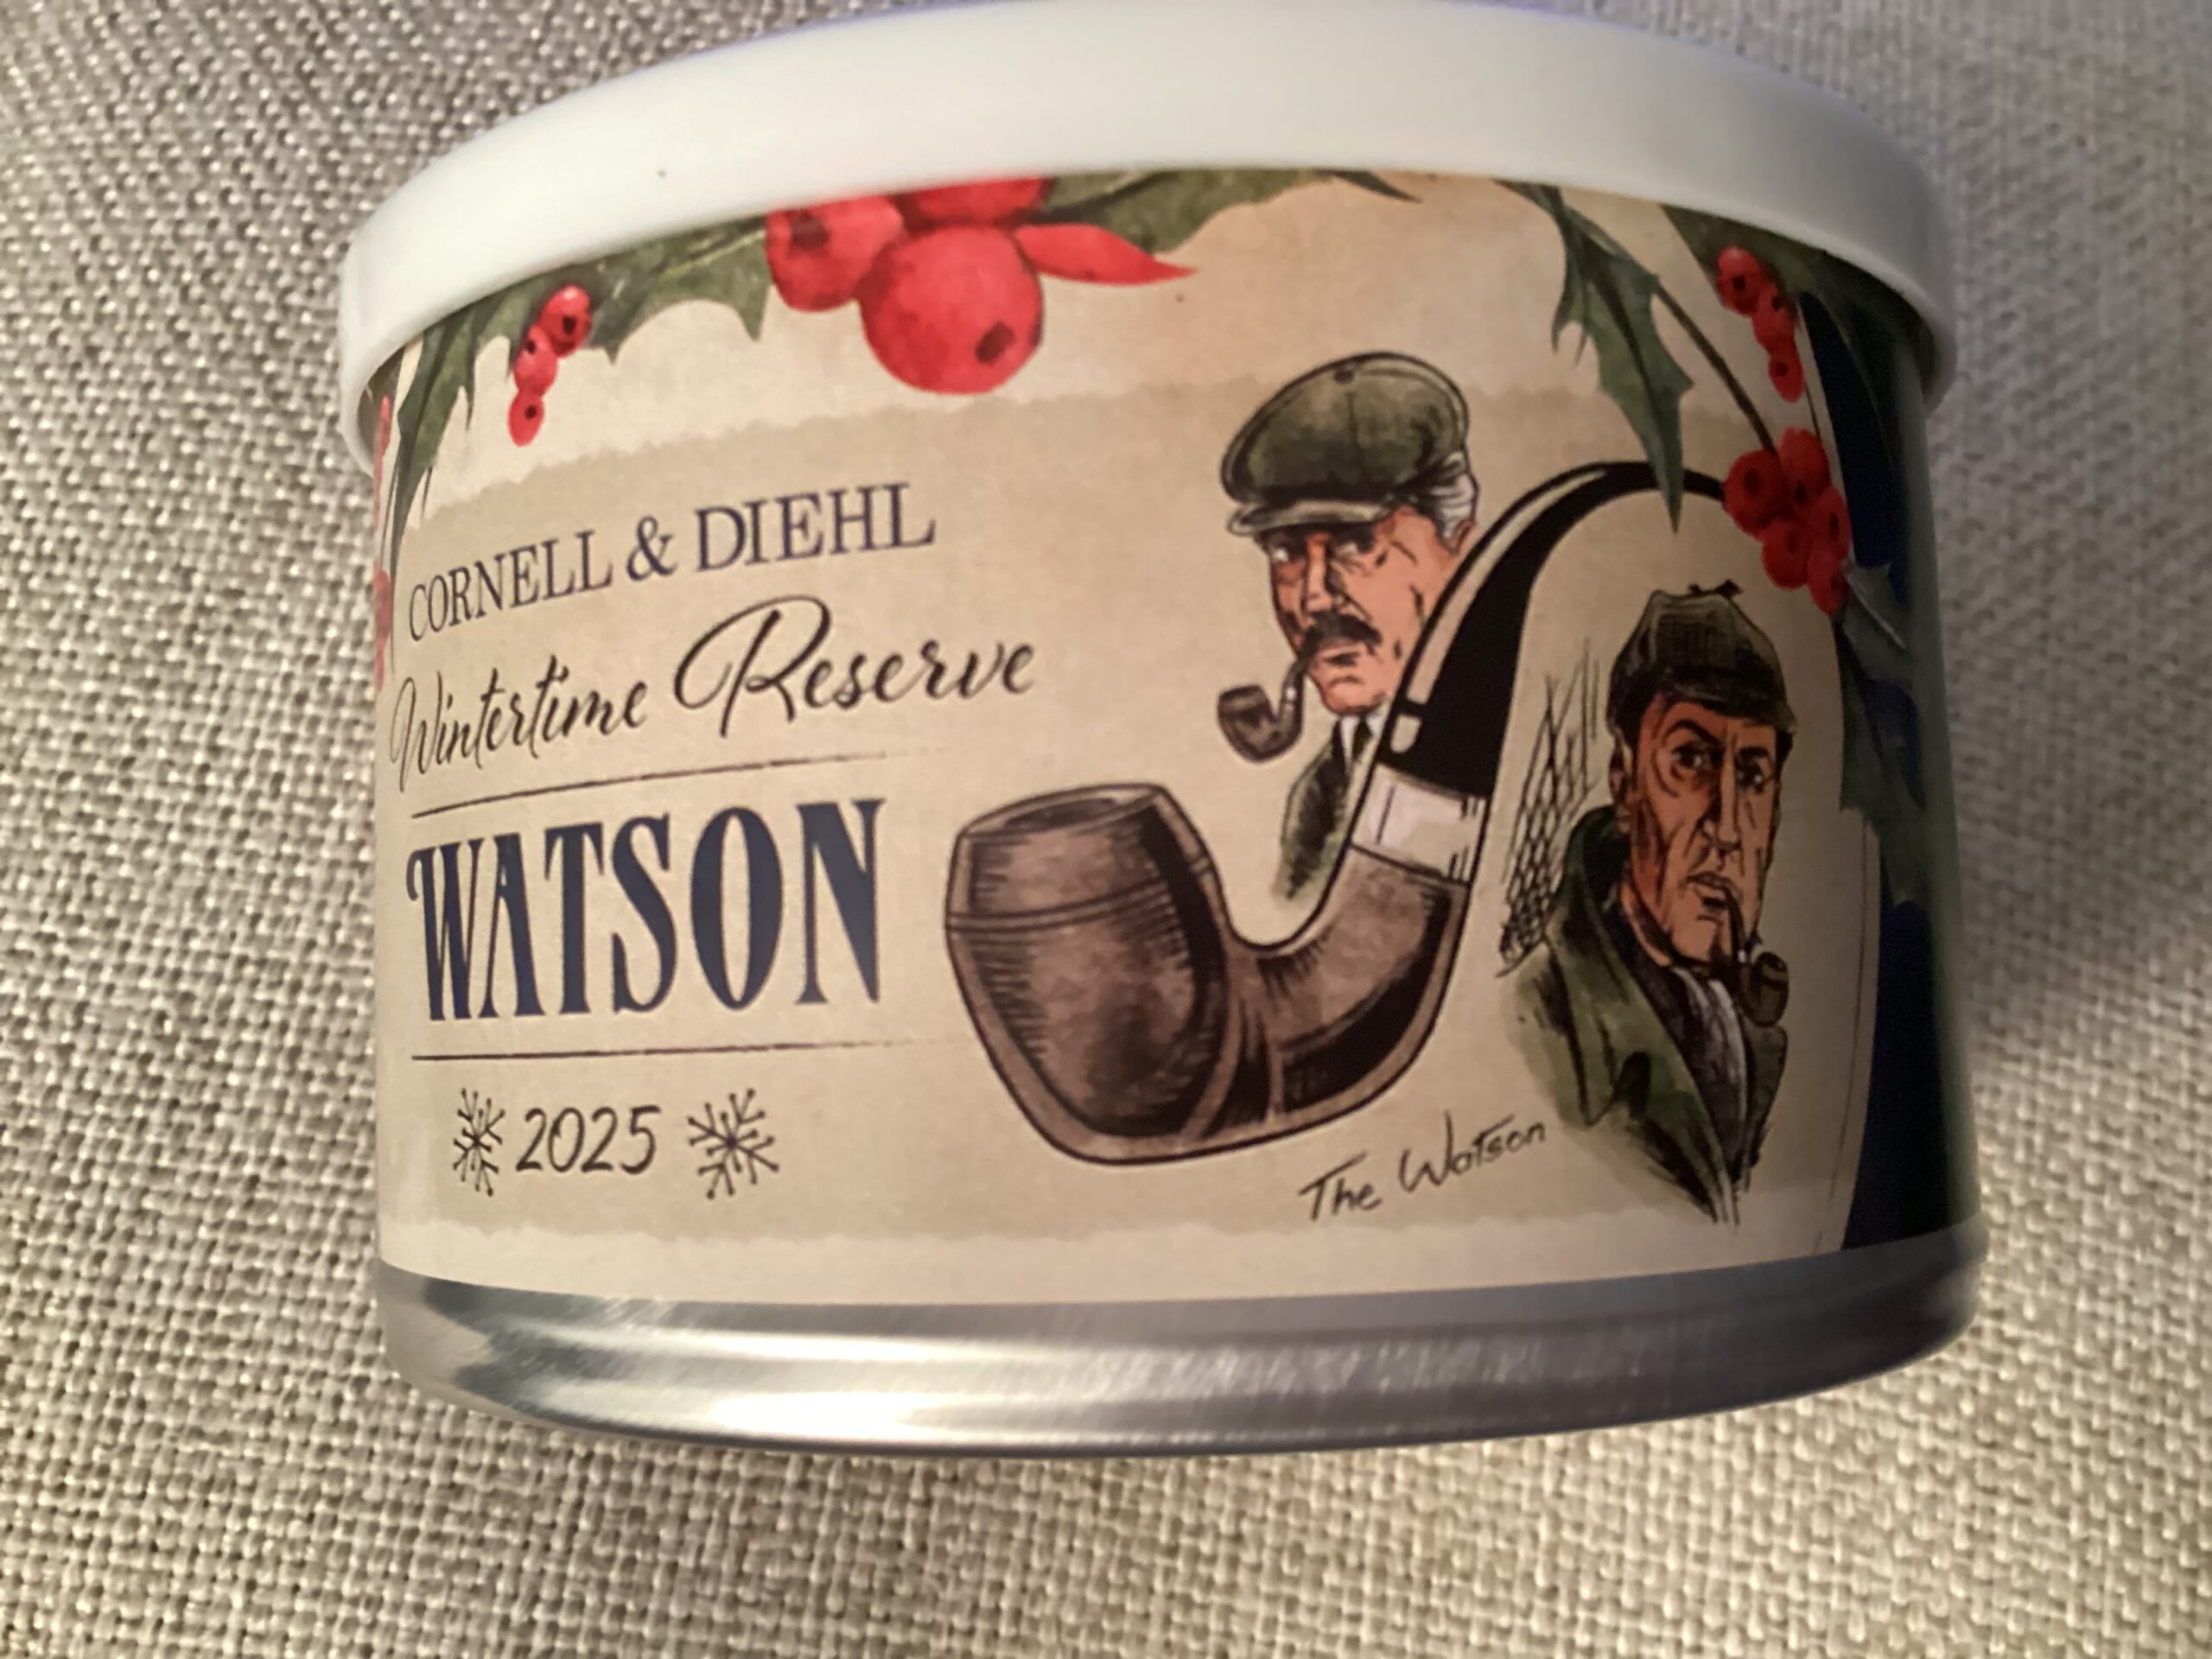 CORNELL & DIEHL
Wintertime Reserve
WATSON
2025
The Watson